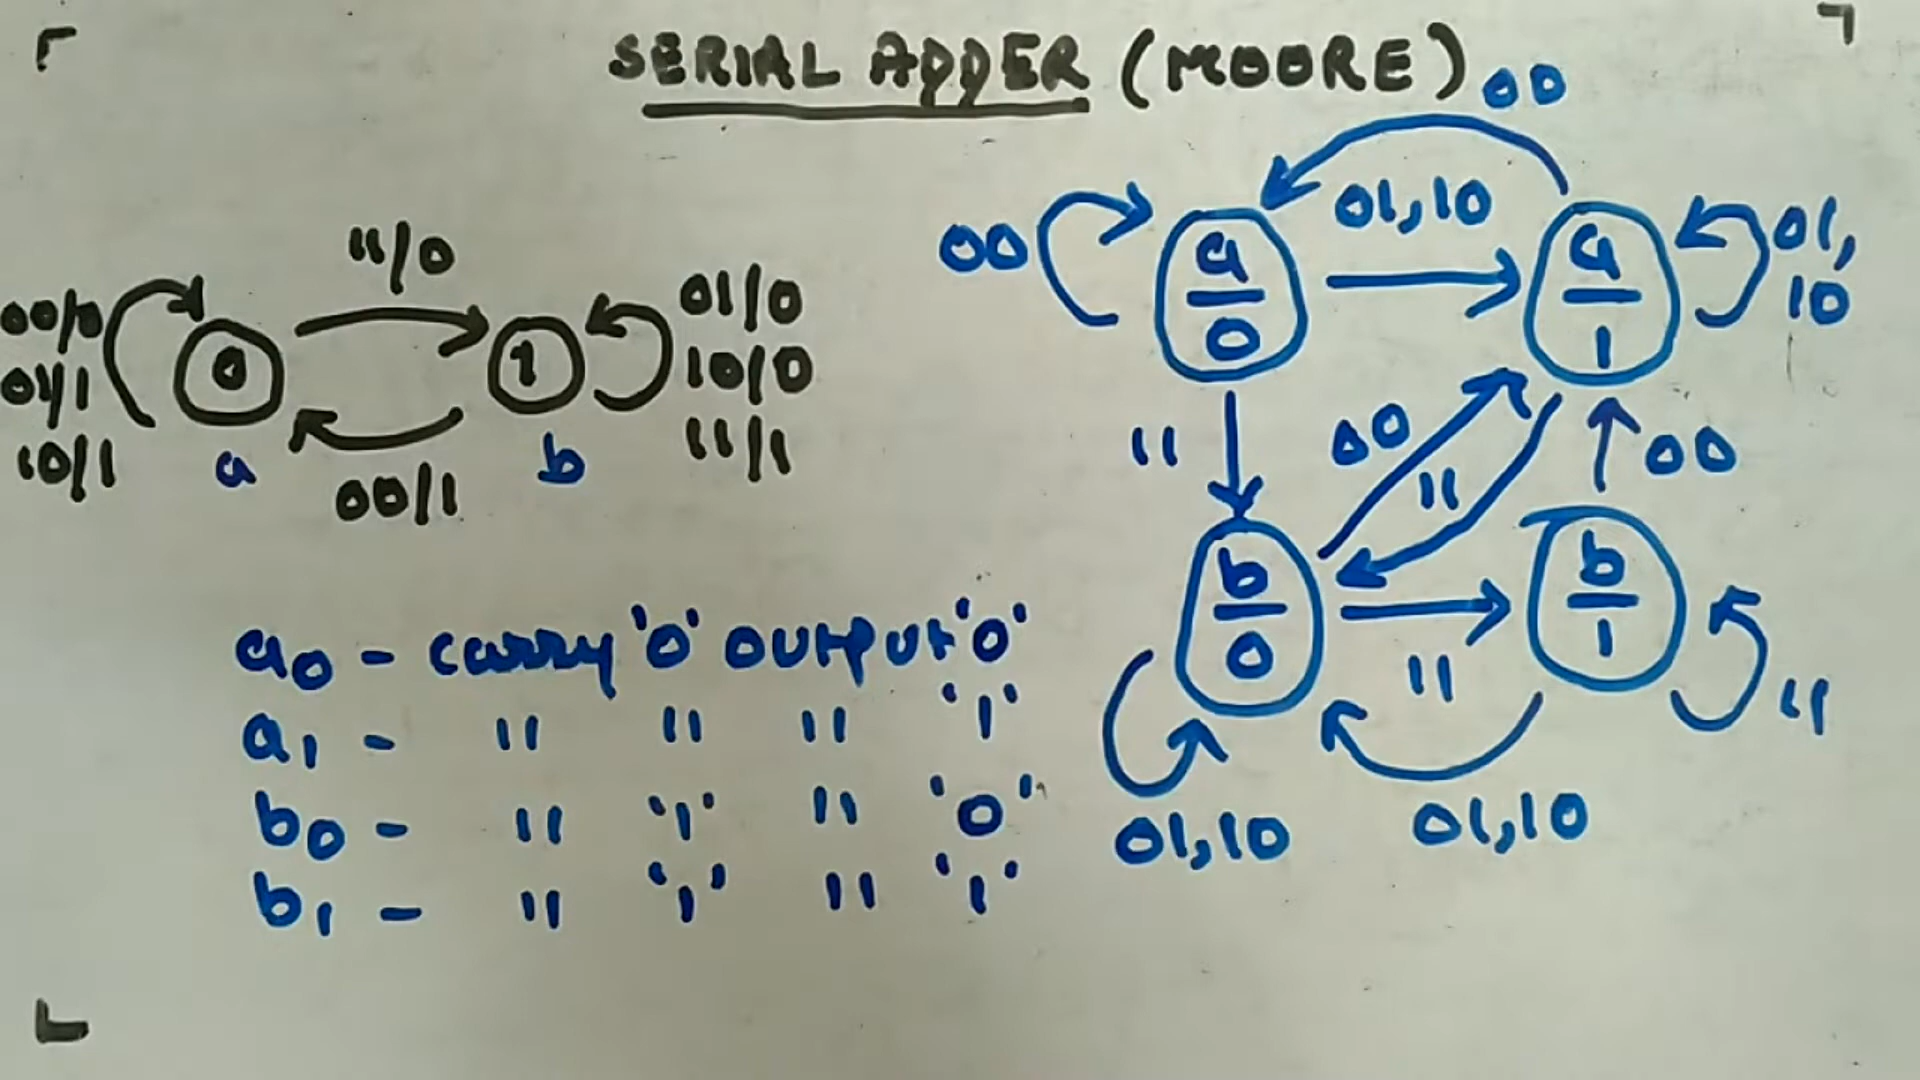 SERIAL ADDER (MOORE)
00
00
a
0
01,10
a
1
01,
10
11/0
00/0
01/1
10/1
0
a
1
b
01/0
10/0
11/1
00/1
11
00
11
00
b
0
11
b
1
11
01,10
01,10
a0 - carry '0' output '0'
a1 - " " " '1'
b0 - " '1' " '0'
b1 - " '1' " '1'